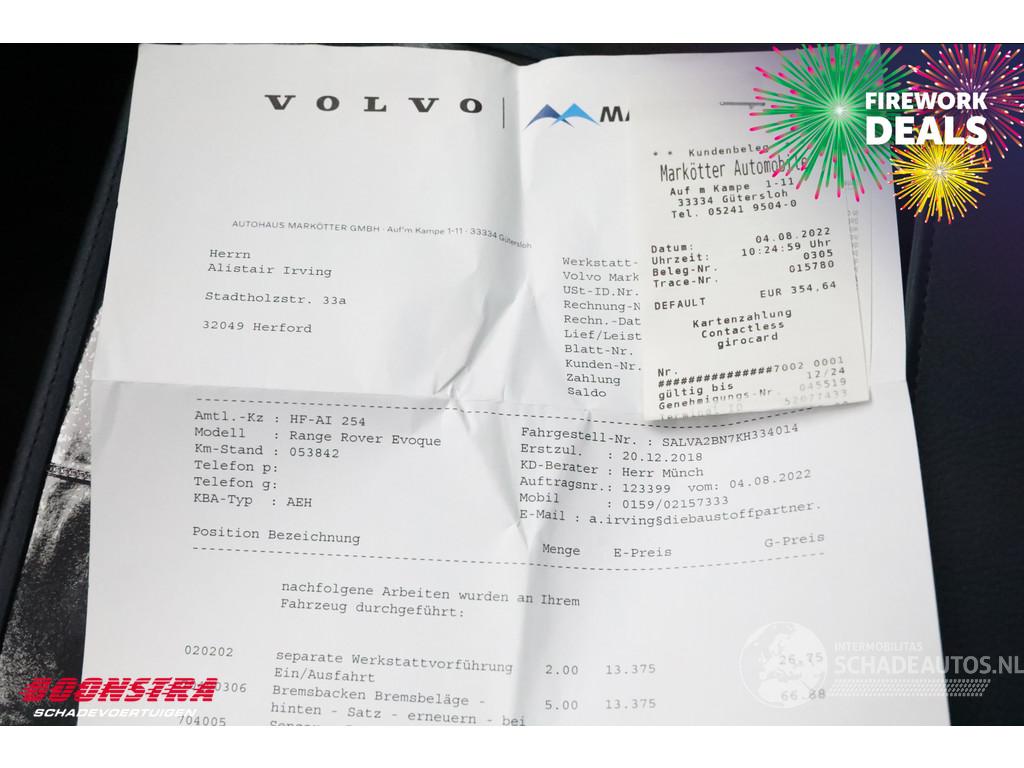 VOLVO
FIREWORK
DEALS
* * Kundenbeleg
Markötter Automobile
Auf m Kampe 1-11
33334 Gütersloh
Tel. 05241 9504-0
Datum: 04.08.2022
Uhrzeit: 10:24:59 Uhr
Beleg-Nr. 0305
Trace-Nr. 015780
DEFAULT EUR 354,64
Kartenzahlung
Contactless
girocard
Nr.
###############7002 0001
gültig bis 12/24
Genehmigungs-Nr. 045519
Terminal ID 52077433
AUTOHAUS MARKÖTTER GMBH · Auf'm Kampe 1-11 · 33334 Gütersloh
Herrn
Alistair Irving
Stadtholzstr. 33a
32049 Herford
Werkstatt-
Volvo Mark
USt-ID.Nr.
Rechnung-N
Rechn.-Dat
Lief/Leist
Blatt-Nr.
Kunden-Nr.
Zahlung
Saldo
Amtl.-Kz : HF-AI 254
Modell : Range Rover Evoque
Km-Stand : 053842
Telefon p:
Telefon g:
KBA-Typ : AEH
Fahrgestell-Nr. : SALVA2BN7KH334014
Erstzul. : 20.12.2018
KD-Berater : Herr Münch
Auftragsnr.: 123399 vom: 04.08.2022
Mobil : 0159/02157333
E-Mail : a.irving§diebaustoffpartner.
Position Bezeichnung Menge E-Preis G-Preis
nachfolgene Arbeiten wurden an Ihrem
Fahrzeug durchgeführt:
020202 separate Werkstattvorführung 2.00 13.375 26.75
Ein/Ausfahrt
0306 Bremsbacken Bremsbeläge - 5.00 13.375 66.88
hinten - Satz - erneuern - bei
704005
BOONSTRA
SCHADEVOERTUIGEN
INTERMOBILITAS
SCHADEAUTOS.NL